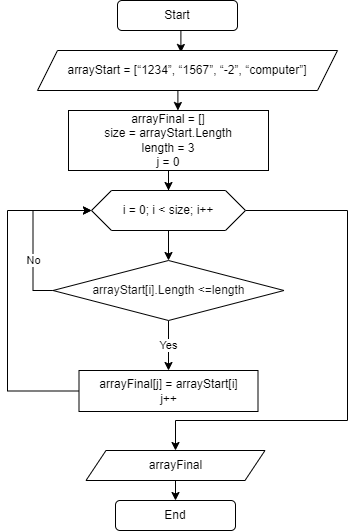 Start
arrayStart = [“1234”, “1567”, “-2”, “computer”]
arrayFinal = []
size = arrayStart.Length
length = 3
j = 0
i = 0; i < size; i++
No
arrayStart[i].Length <=length
Yes
arrayFinal[j] = arrayStart[i]
j++
arrayFinal
End